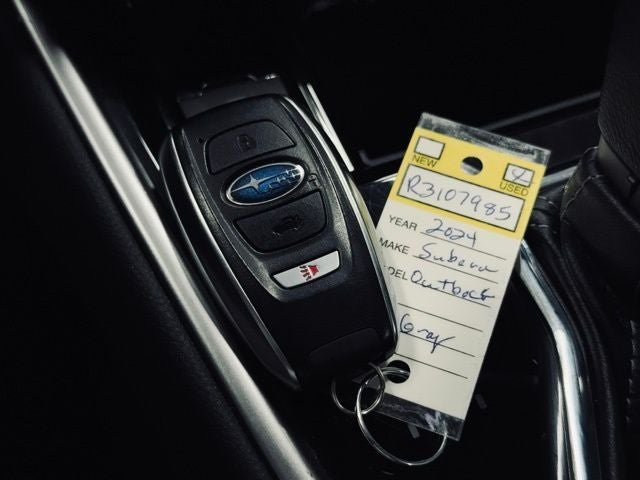 NEW
USED
R3107985
YEAR 2024
MAKE Subaru
DEL Outback
Gray